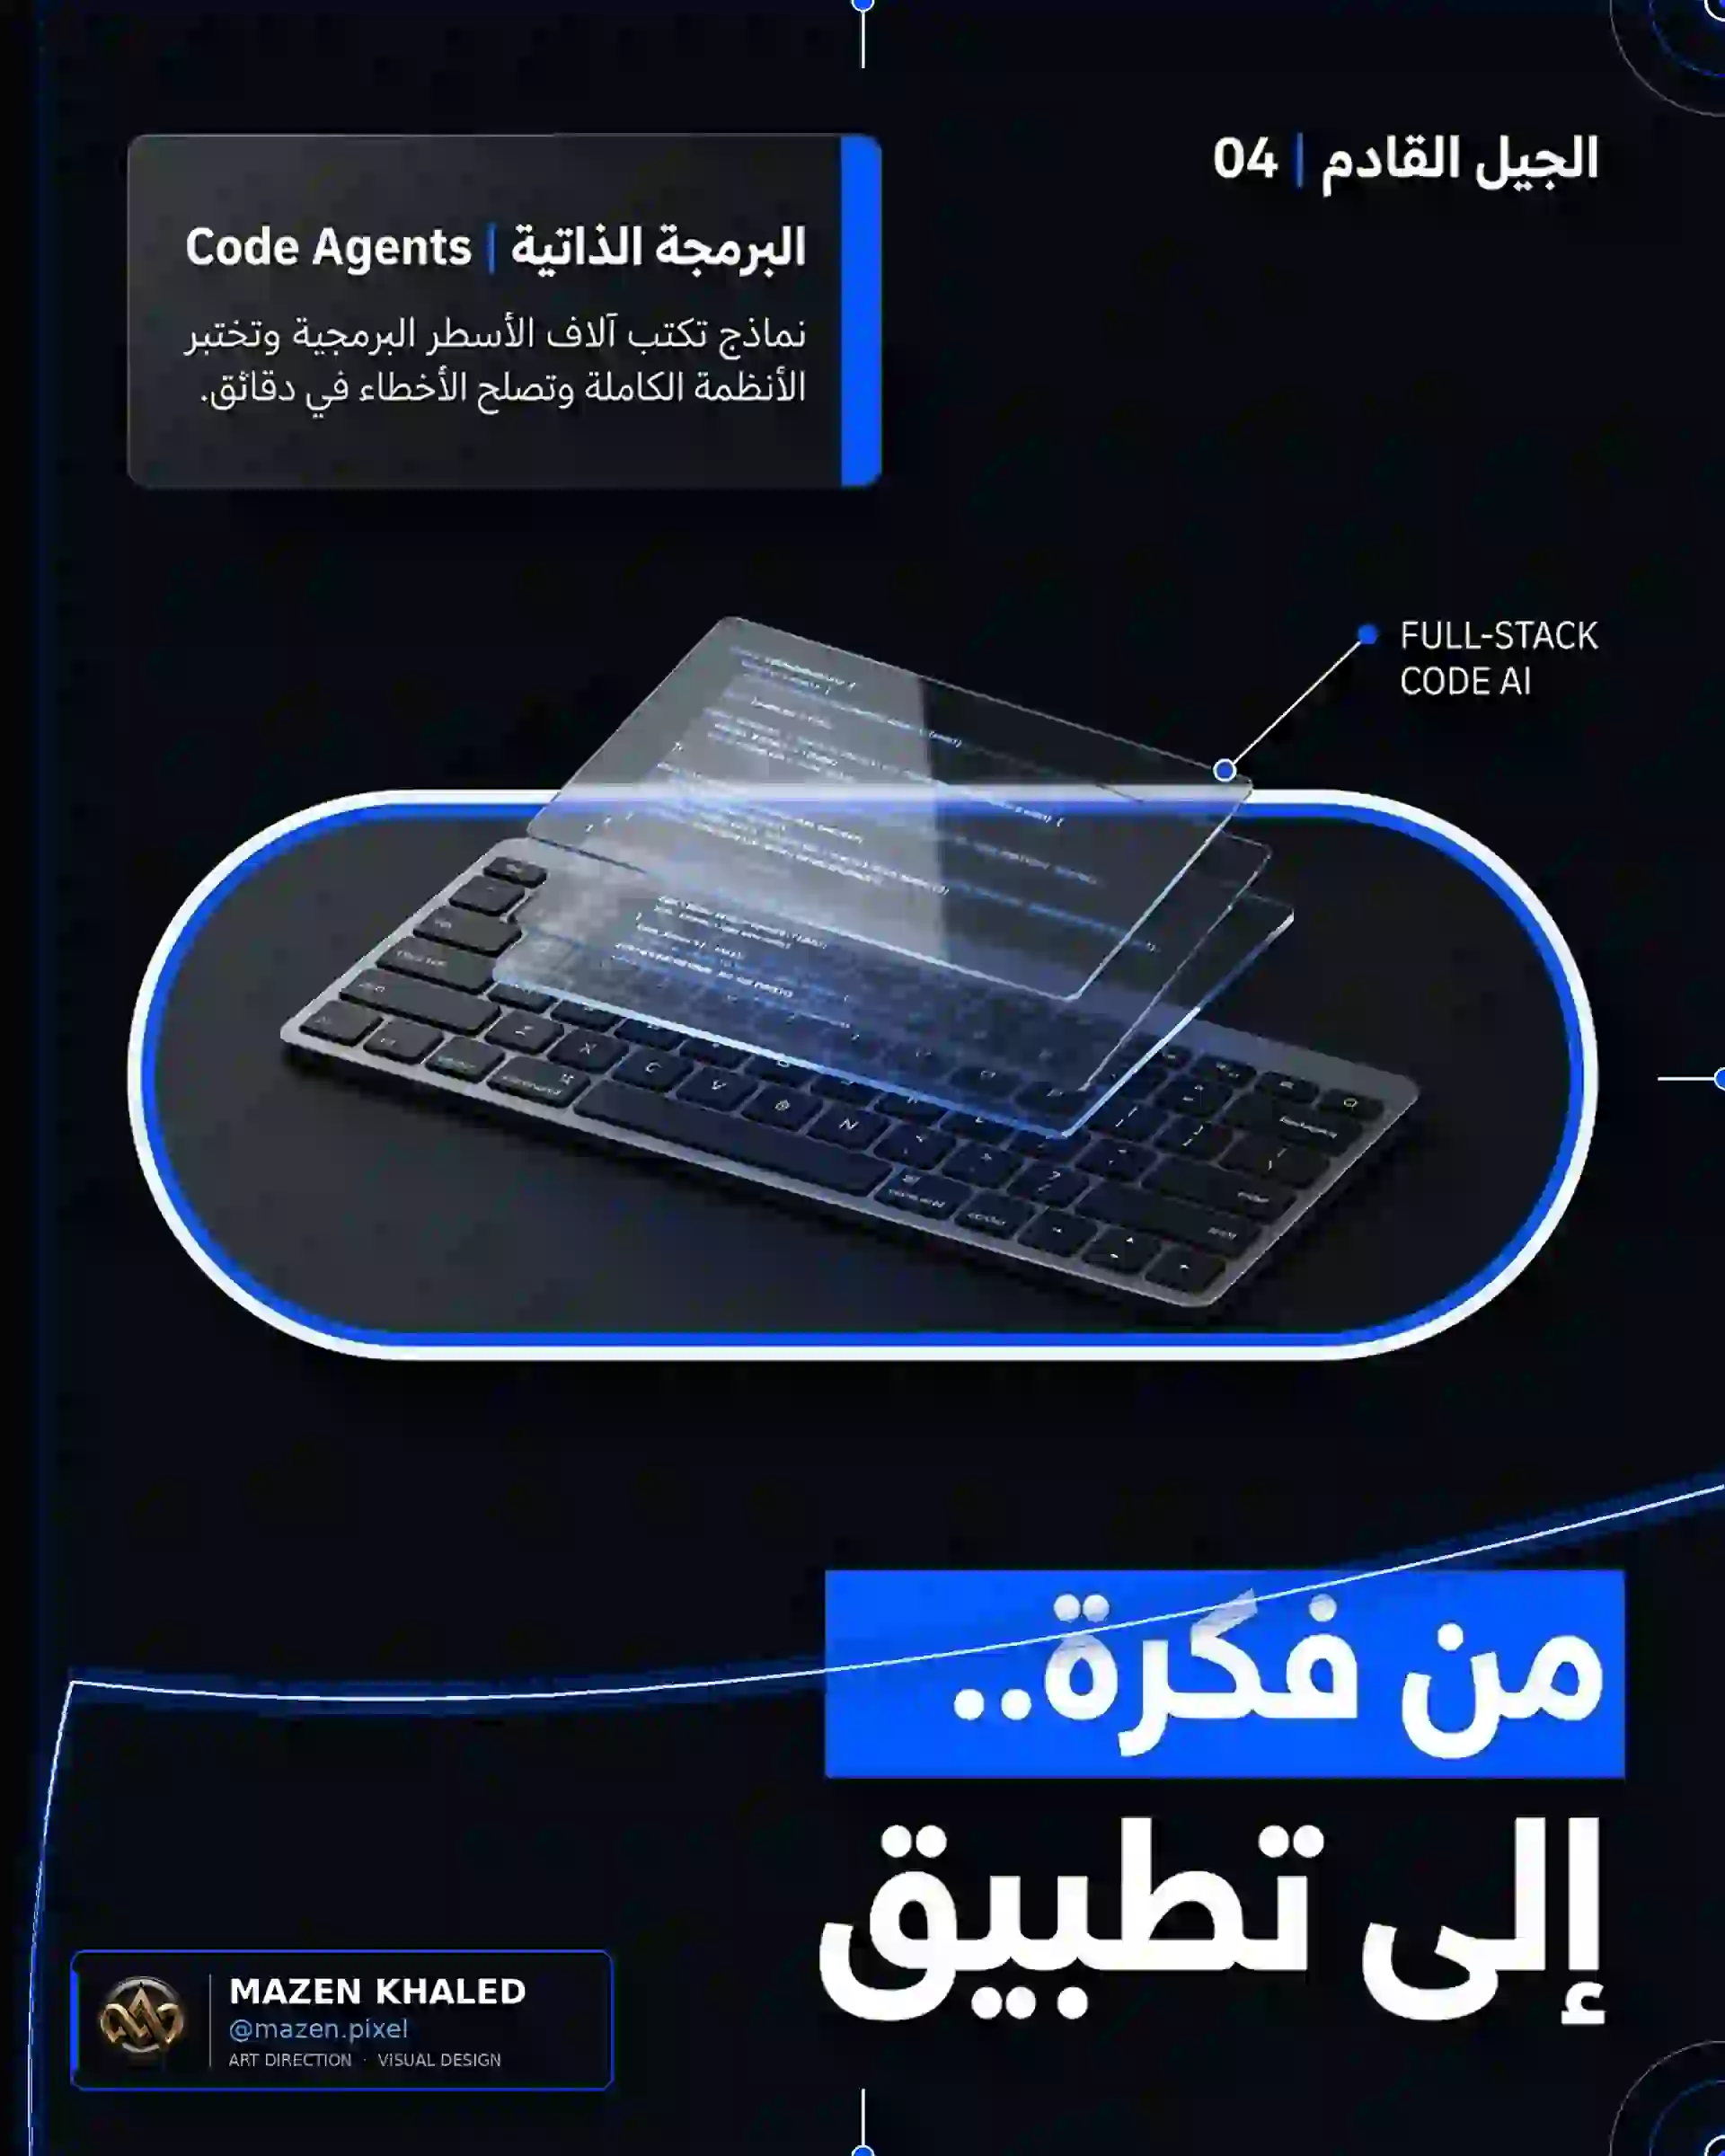 الجيل القادم | 04
البرمجة الذاتية | Code Agents
نماذج تكتب آلاف الأسطر البرمجية وتختبر
الأنظمة الكاملة وتصلح الأخطاء في دقائق.
FULL-STACK
CODE AI
من فكرة..
إلى تطبيق
MAZEN KHALED
@mazen.pixel
ART DIRECTION · VISUAL DESIGN